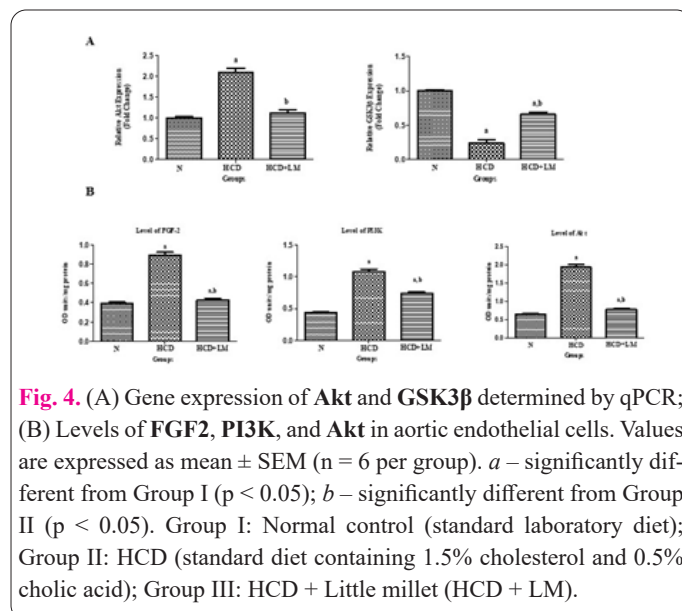 A
Relative Akt Expression
(Fold Change)
2.5
2.0
1.5
1.0
0.5
0.0
a
b
N HCD HCD+LM
Groups
Relative GSK3β Expression
(Fold Change)
1.5
1.0
0.5
0.0
a
a,b
N HCD HCD+LM
Groups
B
Level of FGF-2
OD units/mg protein
1.0
0.8
0.6
0.4
0.2
0.0
a
a,b
N HCD HCD+LM
Groups
Level of PI3K
OD units/mg protein
1.5
1.0
0.5
0.0
a
a,b
N HCD HCD+LM
Groups
Level of Akt
OD units/mg protein
2.5
2.0
1.5
1.0
0.5
0.0
a
a,b
N HCD HCD+LM
Groups
Fig. 4. (A) Gene expression of Akt and GSK3β determined by qPCR;
(B) Levels of FGF2, PI3K, and Akt in aortic endothelial cells. Values
are expressed as mean ± SEM (n = 6 per group). a – significantly dif-
ferent from Group I (p < 0.05); b – significantly different from Group
II (p < 0.05). Group I: Normal control (standard laboratory diet);
Group II: HCD (standard diet containing 1.5% cholesterol and 0.5%
cholic acid); Group III: HCD + Little millet (HCD + LM).